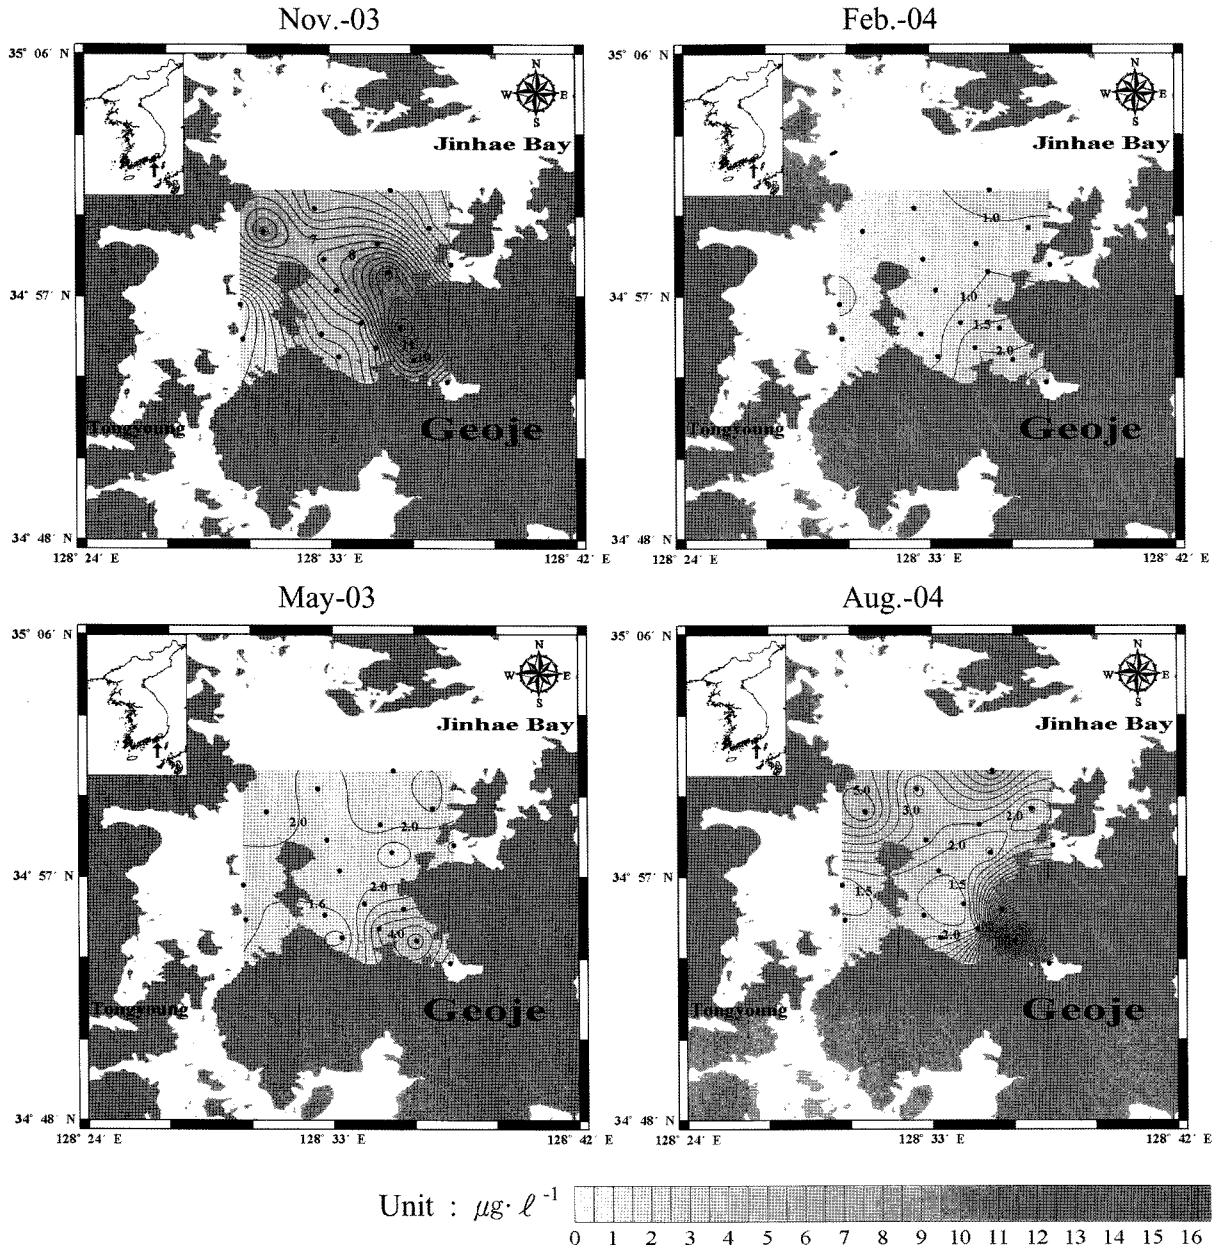 Nov.-03
Feb.-04
35° 06′ N
N
W E
S
Jinhae Bay
N
W E
S
Jinhae Bay
7
8
11
10
1.0
1.0
1.5
2.0
34° 57′ N
34° 57′ N
Tongyoung
Geoje
Tongyoung
Geoje
34° 48′ N
34° 48′ N
128° 24′ E
128° 33′ E
128° 42′ E
128° 24′ E
128° 33′ E
128° 42′ E
35° 06′ N
May-03
Aug.-04
35° 06′ N
35° 06′ N
N
W E
S
Jinhae Bay
N
W E
S
Jinhae Bay
2.0
2.0
2.0
1.6
4.0
5.0
3.0
2.0
2.0
1.5
1.5
2.0
34° 57′ N
34° 57′ N
Tongyoung
Geoje
Tongyoung
Geoje
34° 48′ N
34° 48′ N
128° 24′ E
128° 33′ E
128° 42′ E
128° 24′ E
128° 33′ E
128° 42′ E
Unit : μg·ℓ⁻¹
0 1 2 3 4 5 6 7 8 9 10 11 12 13 14 15 16